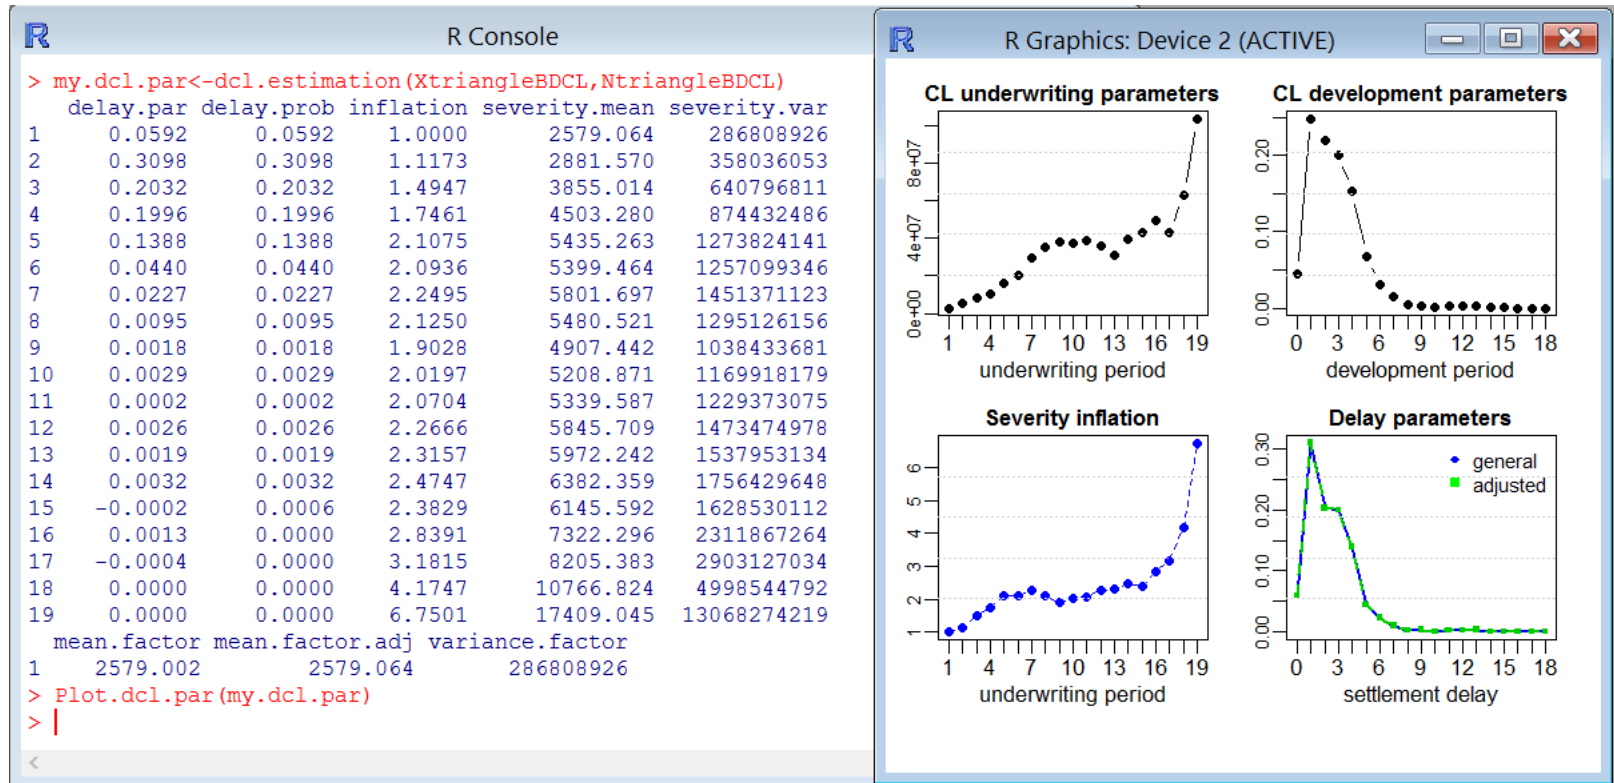 R Console
> my.dcl.par<-dcl.estimation(XtriangleBDCL,NtriangleBDCL)
delay.par delay.prob inflation severity.mean severity.var
1 0.0592 0.0592 1.0000 2579.064 286808926
2 0.3098 0.3098 1.1173 2881.570 358036053
3 0.2032 0.2032 1.4947 3855.014 640796811
4 0.1996 0.1996 1.7461 4503.280 874432486
5 0.1388 0.1388 2.1075 5435.263 1273824141
6 0.0440 0.0440 2.0936 5399.464 1257099346
7 0.0227 0.0227 2.2495 5801.697 1451371123
8 0.0095 0.0095 2.1250 5480.521 1295126156
9 0.0018 0.0018 1.9028 4907.442 1038433681
10 0.0029 0.0029 2.0197 5208.871 1169918179
11 0.0002 0.0002 2.0704 5339.587 1229373075
12 0.0026 0.0026 2.2666 5845.709 1473474978
13 0.0019 0.0019 2.3157 5972.242 1537953134
14 0.0032 0.0032 2.4747 6382.359 1756429648
15 -0.0002 0.0006 2.3829 6145.592 1628530112
16 0.0013 0.0000 2.8391 7322.296 2311867264
17 -0.0004 0.0000 3.1815 8205.383 2903127034
18 0.0000 0.0000 4.1747 10766.824 4998544792
19 0.0000 0.0000 6.7501 17409.045 13068274219
mean.factor mean.factor.adj variance.factor
1 2579.002 2579.064 286808926
> Plot.dcl.par(my.dcl.par)
>
R Graphics: Device 2 (ACTIVE)
CL underwriting parameters
8e+07
4e+07
0e+00
1 4 7 10 13 16 19
underwriting period
CL development parameters
0.20
0.10
0.00
0 3 6 9 12 15 18
development period
Severity inflation
6
5
4
3
2
1
1 4 7 10 13 16 19
underwriting period
Delay parameters
general
adjusted
0.30
0.20
0.10
0.00
0 3 6 9 12 15 18
settlement delay